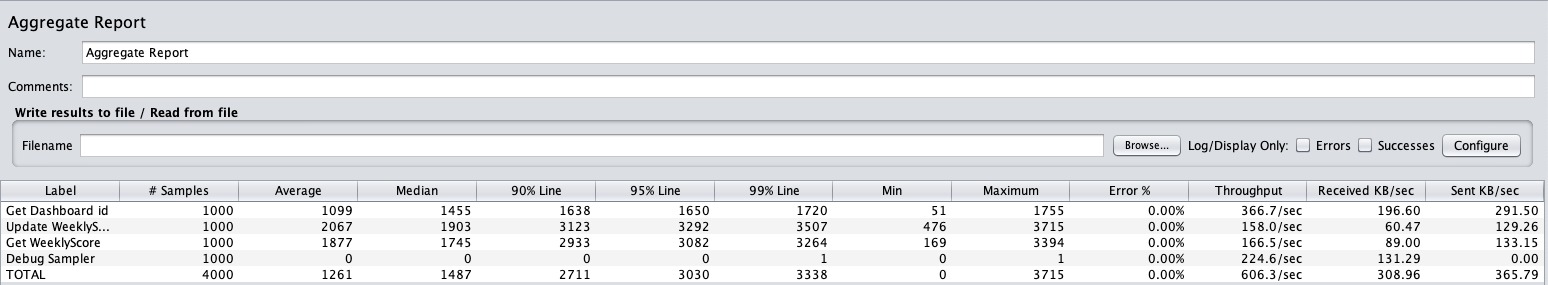 Aggregate Report
Name: Aggregate Report
Comments:
Write results to file / Read from file
Filename Browse... Log/Display Only: Errors Successes Configure
Label # Samples Average Median 90% Line 95% Line 99% Line Min Maximum Error % Throughput Received KB/sec Sent KB/sec
Get Dashboard id 1000 1099 1455 1638 1650 1720 51 1755 0.00% 366.7/sec 196.60 291.50
Update WeeklyS... 1000 2067 1903 3123 3292 3507 476 3715 0.00% 158.0/sec 60.47 129.26
Get WeeklyScore 1000 1877 1745 2933 3082 3264 169 3394 0.00% 166.5/sec 89.00 133.15
Debug Sampler 1000 0 0 0 0 1 0 1 0.00% 224.6/sec 131.29 0.00
TOTAL 4000 1261 1487 2711 3030 3338 0 3715 0.00% 606.3/sec 308.96 365.79